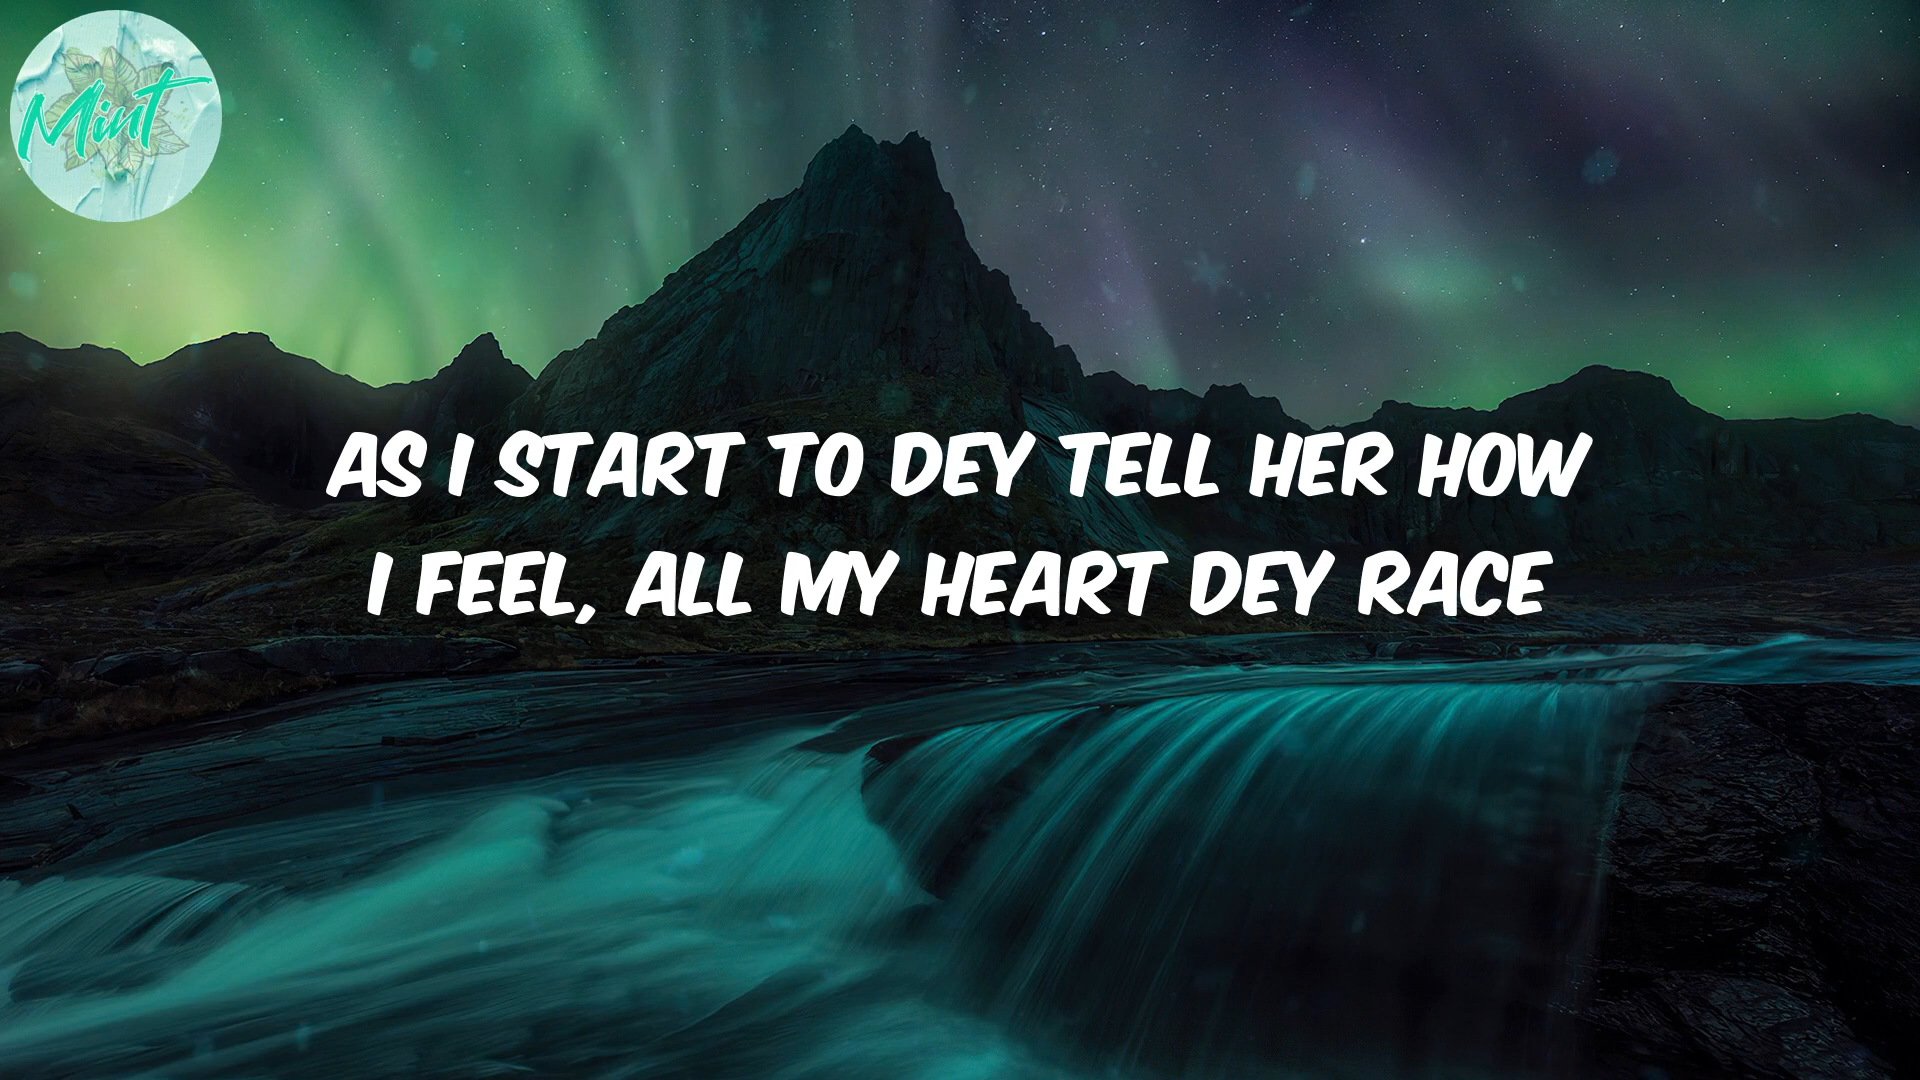 Mint
AS I START TO DEY TELL HER HOW
I FEEL, ALL MY HEART DEY RACE